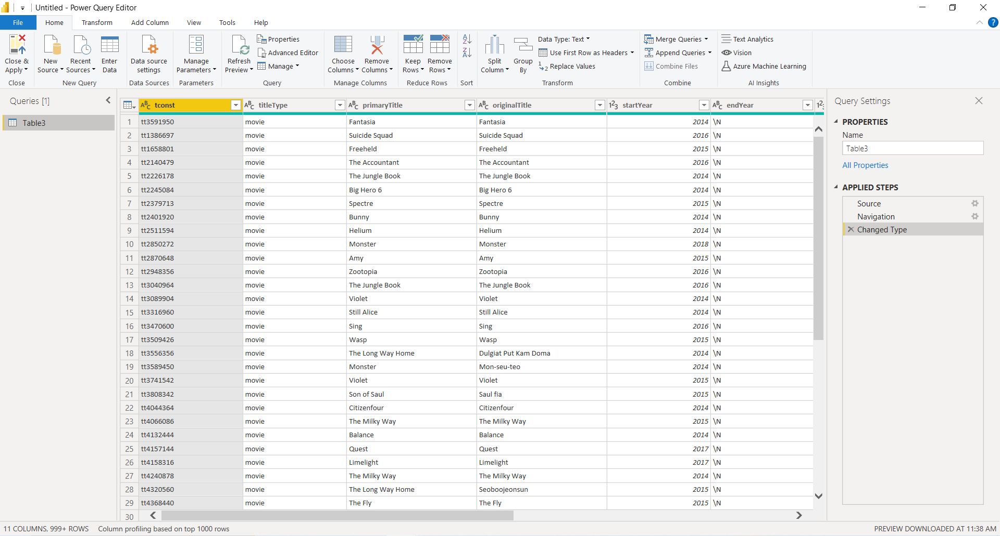 Untitled - Power Query Editor
File Home Transform Add Column View Tools Help
Close & Apply
Close
New Source
Recent Sources
Enter Data
New Query
Data source settings
Data Sources
Manage Parameters
Parameters
Refresh Preview
Properties
Advanced Editor
Manage
Query
Choose Columns
Remove Columns
Manage Columns
Keep Rows
Remove Rows
Reduce Rows
Sort
Split Column
Group By
Data Type: Text
Use First Row as Headers
Replace Values
Transform
Merge Queries
Append Queries
Combine Files
Combine
Text Analytics
Vision
Azure Machine Learning
AI Insights
Queries [1]
Table3
tconst titleType primaryTitle originalTitle startYear endYear
1 tt3591950 movie Fantasia Fantasia 2014 \N
2 tt1386697 movie Suicide Squad Suicide Squad 2016 \N
3 tt1658801 movie Freeheld Freeheld 2015 \N
4 tt2140479 movie The Accountant The Accountant 2016 \N
5 tt2226178 movie The Jungle Book The Jungle Book 2014 \N
6 tt2245084 movie Big Hero 6 Big Hero 6 2014 \N
7 tt2379713 movie Spectre Spectre 2015 \N
8 tt2401920 movie Bunny Bunny 2014 \N
9 tt2511594 movie Helium Helium 2014 \N
10 tt2850272 movie Monster Monster 2018 \N
11 tt2870648 movie Amy Amy 2015 \N
12 tt2948356 movie Zootopia Zootopia 2016 \N
13 tt3040964 movie The Jungle Book The Jungle Book 2016 \N
14 tt3089904 movie Violet Violet 2014 \N
15 tt3316960 movie Still Alice Still Alice 2014 \N
16 tt3470600 movie Sing Sing 2016 \N
17 tt3509426 movie Wasp Wasp 2015 \N
18 tt3556356 movie The Long Way Home Dulgiat Put Kam Doma 2014 \N
19 tt3589450 movie Monster Mon-seu-teo 2014 \N
20 tt3741542 movie Violet Violet 2015 \N
21 tt3808342 movie Son of Saul Saul fia 2015 \N
22 tt4044364 movie Citizenfour Citizenfour 2014 \N
23 tt4066086 movie The Milky Way The Milky Way 2015 \N
24 tt4132444 movie Balance Balance 2014 \N
25 tt4157144 movie Quest Quest 2017 \N
26 tt4158316 movie Limelight Limelight 2017 \N
27 tt4240878 movie The Milky Way The Milky Way 2014 \N
28 tt4320560 movie The Long Way Home Seoboojeonsun 2015 \N
29 tt4368440 movie The Fly The Fly 2015 \N
30
Query Settings
PROPERTIES
Name
Table3
All Properties
APPLIED STEPS
Source
Navigation
Changed Type
11 COLUMNS, 999+ ROWS Column profiling based on top 1000 rows
PREVIEW DOWNLOADED AT 11:38 AM